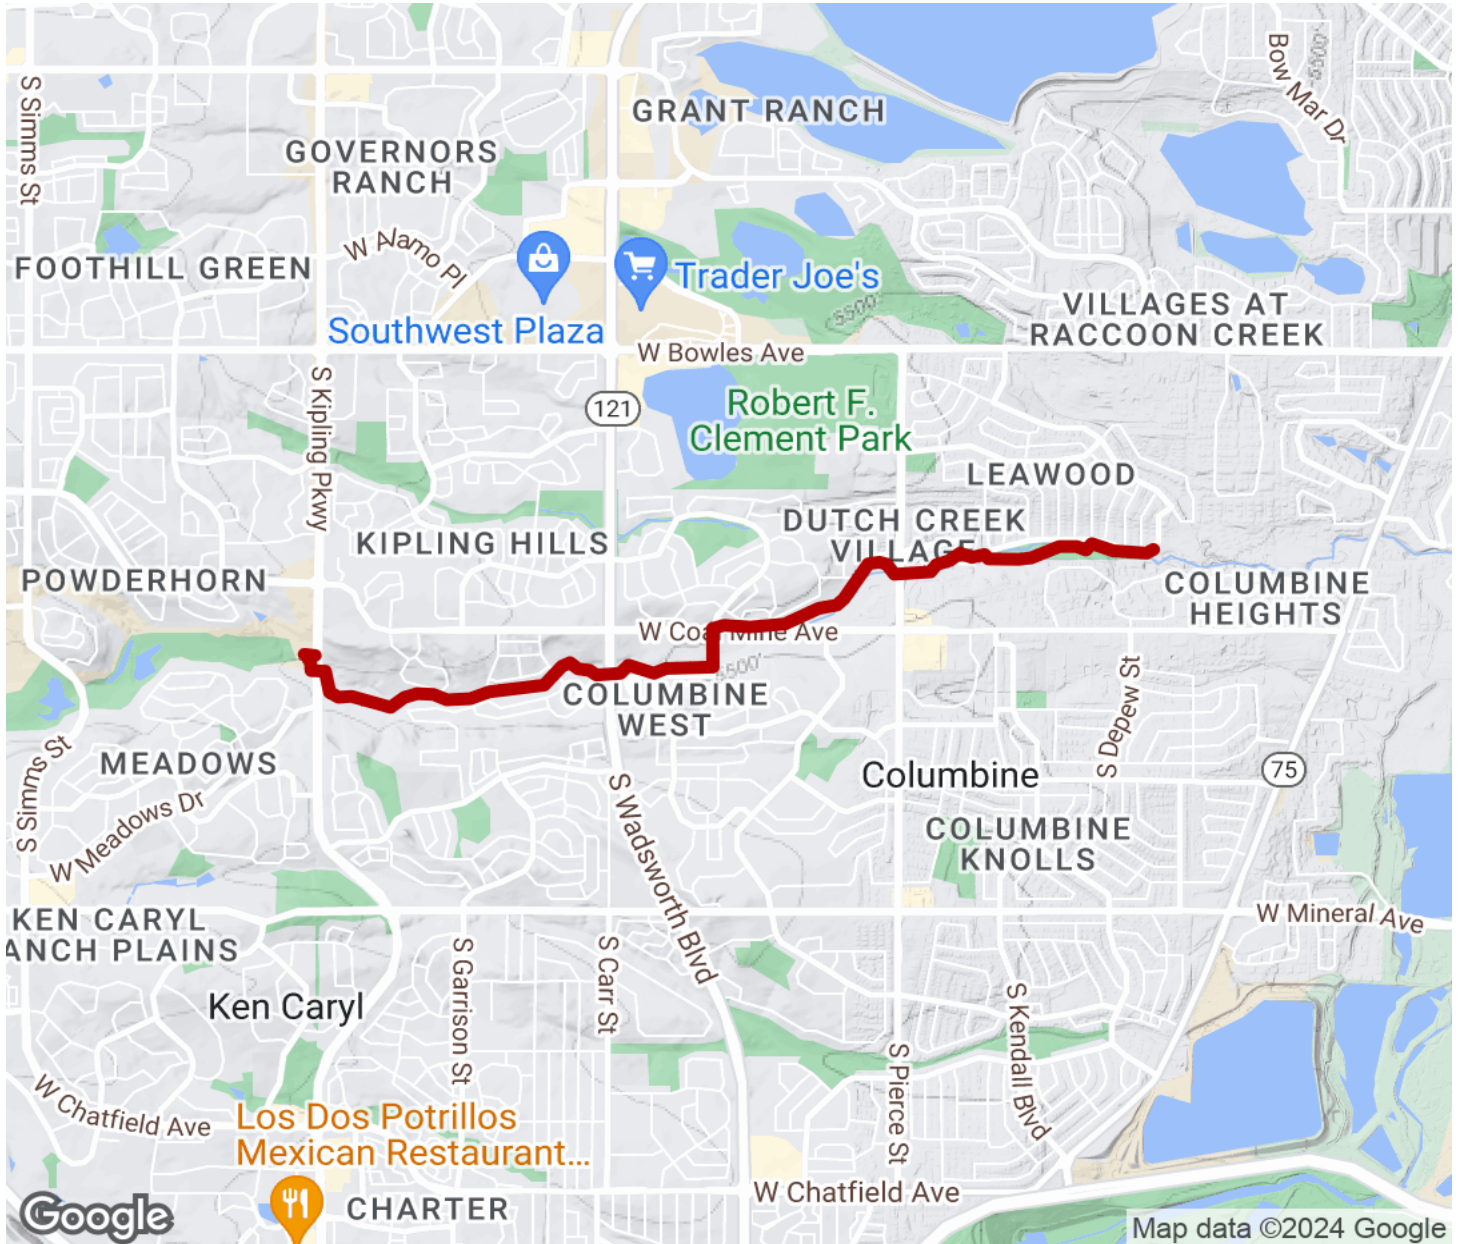 Bow Mar Dr
S Simms St
GRANT RANCH
GOVERNORS
RANCH
W Alamo Pl
FOOTHILL GREEN
Trader Joe's
5500'
Southwest Plaza
VILLAGES AT
RACCOON CREEK
W Bowles Ave
S Kipling Pkwy
121
Robert F.
Clement Park
LEAWOOD
DUTCH CREEK
VILLAGE
KIPLING HILLS
POWDERHORN
COLUMBINE
HEIGHTS
W Coal Mine Ave
5500'
COLUMBINE
WEST
S Depew St
MEADOWS
S Simms St
W Meadows Dr
S Wadsworth Blvd
Columbine
75
COLUMBINE
KNOLLS
KEN CARYL
ANCH PLAINS
W Mineral Ave
S Garrison St
S Carr St
Ken Caryl
S Kendall Blvd
S Pierce St
W Chatfield Ave
Los Dos Potrillos
Mexican Restaurant...
CHARTER
W Chatfield Ave
Google
Map data ©2024 Google